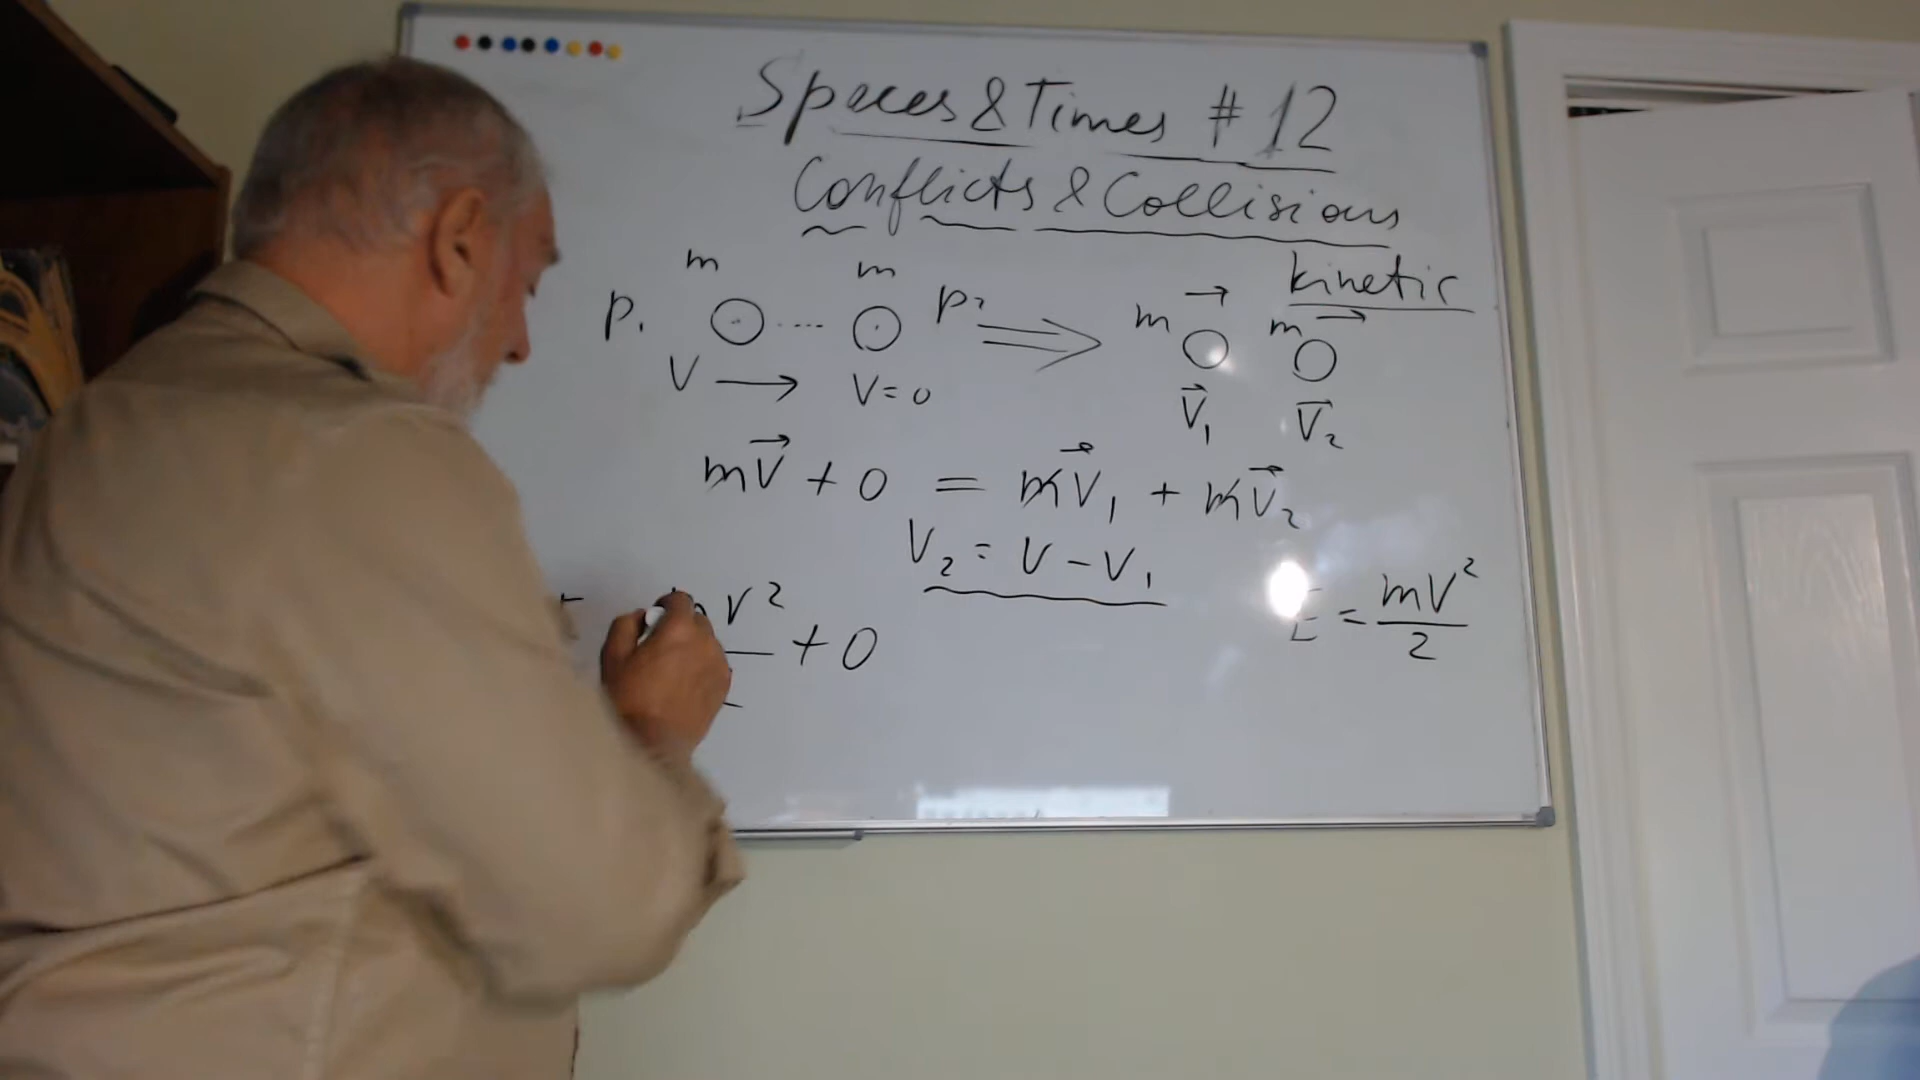 Spaces & Times # 12
Conflicts & Collisions
kinetic
m m m m
p₁ p₂
V → V = 0 V⃗₁ V⃗₂
mV⃗ + 0 = mV⃗₁ + mV⃗₂
V₂ = V - V₁
V² + 0
E = mV²/2